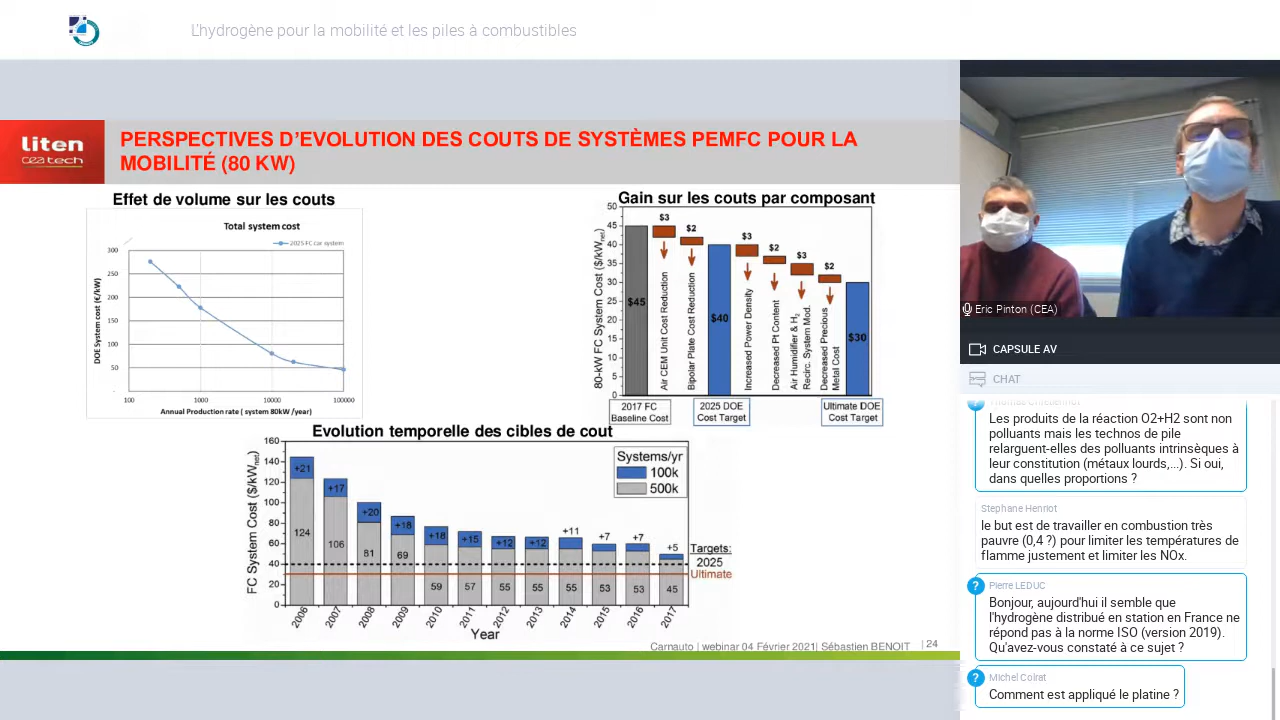 L'hydrogène pour la mobilité et les piles à combustibles
liten
cea tech
PERSPECTIVES D'EVOLUTION DES COUTS DE SYSTÈMES PEMFC POUR LA
MOBILITÉ (80 KW)
Effet de volume sur les couts
Total system cost
2025 FC car system
DOE System cost (€/kW)
300
250
200
150
100
50
-
100
1000
10000
100000
Annual Production rate ( system 80kW /year)
Gain sur les couts par composant
80-kW FC System Cost ($/kWnet)
50
45
40
35
30
25
20
15
10
5
0
$45
$3
Air CEM Unit Cost Reduction
$2
Bipolar Plate Cost Reduction
$40
$3
Increased Power Density
$2
Decreased Pt Content
$3
Air Humidifier & H2
Recirc. System Mod.
$2
Decreased Precious
Metal Cost
$30
2017 FC
Baseline Cost
2025 DOE
Cost Target
Ultimate DOE
Cost Target
Evolution temporelle des cibles de cout
FC System Cost ($/kWnet)
160
140
120
100
80
60
40
20
0
Systems/yr
100k
500k
+21
+17
+20
+18
+18
+15
+12
+12
+11
+7
+7
+5
124
106
81
69
59
57
55
55
55
53
53
45
Targets:
2025
Ultimate
2006
2007
2008
2009
2010
2011
2012
2013
2014
2015
2016
2017
Year
Carnauto | webinar 04 Février 2021| Sébastien BENOIT
| 24
Eric Pinton (CEA)
CAPSULE AV
CHAT
?
Les produits de la réaction O2+H2 sont non
polluants mais les technos de pile
relarguent-elles des polluants intrinsèques à
leur constitution (métaux lourds,...). Si oui,
dans quelles proportions ?
Stephane Henriot
le but est de travailler en combustion très
pauvre (0,4 ?) pour limiter les températures de
flamme justement et limiter les NOx.
?
Pierre LEDUC
Bonjour, aujourd'hui il semble que
l'hydrogène distribué en station en France ne
répond pas à la norme ISO (version 2019).
Qu'avez-vous constaté à ce sujet ?
?
Michel Colrat
Comment est appliqué le platine ?